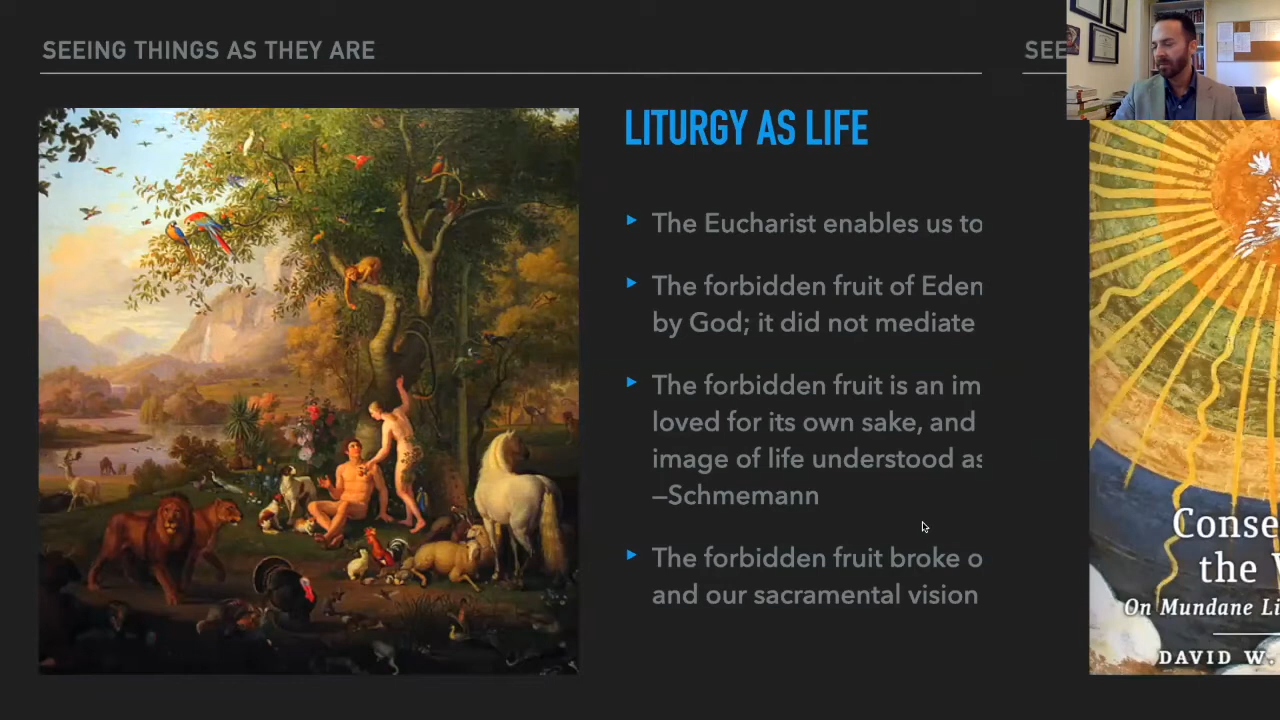 SEEING THINGS AS THEY ARE
SEE
LITURGY AS LIFE
The Eucharist enables us to
The forbidden fruit of Eden
by God; it did not mediate
The forbidden fruit is an im
loved for its own sake, and
image of life understood as
—Schmemann
The forbidden fruit broke o
and our sacramental vision
Conse
the
On Mundane Li
DAVID W.